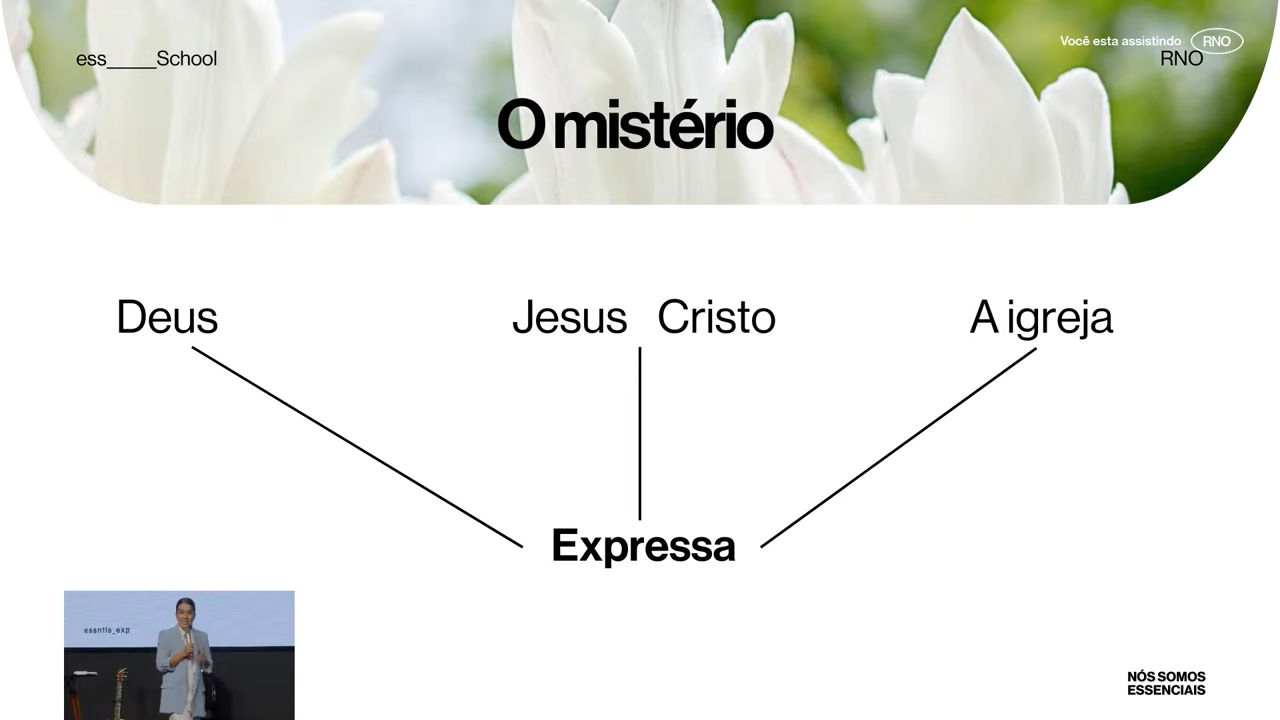 Você esta assistindo RNO
ess_____School
RNO
O mistério
Deus
Jesus Cristo
A igreja
Expressa
essntls_exp
NÓS SOMOS
ESSENCIAIS